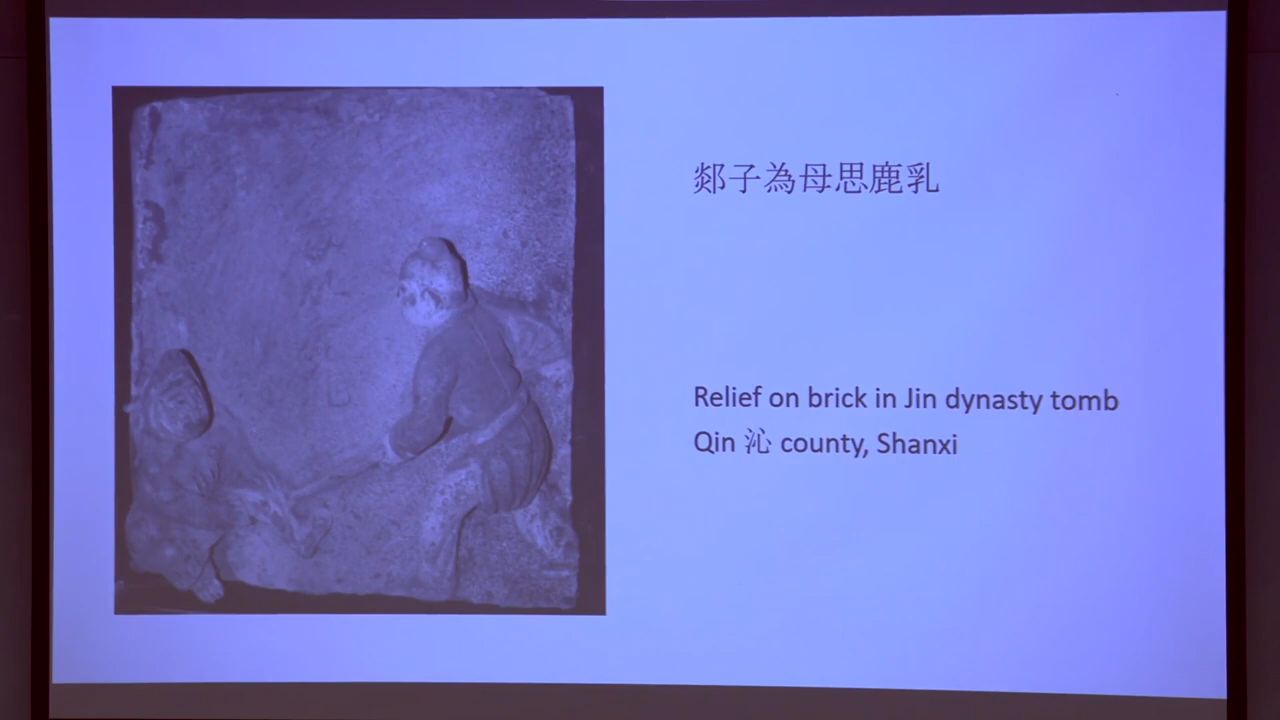 郯子為母思鹿乳
Relief on brick in Jin dynasty tomb
Qin 沁 county, Shanxi